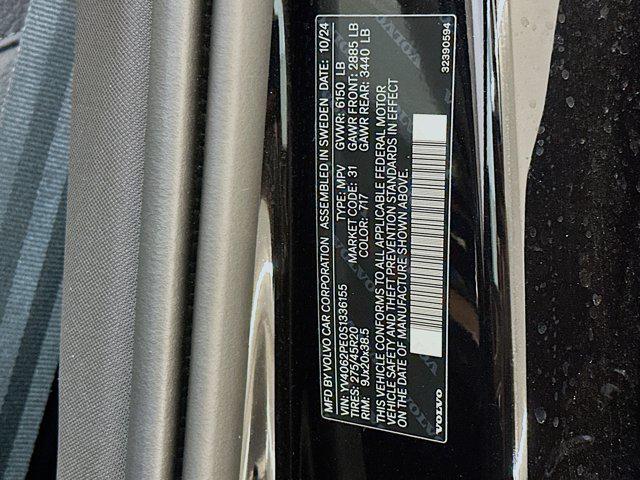 MFD BY VOLVO CAR CORPORATION ASSEMBLED IN SWEDEN DATE: 10/24
VIN: YV4062PE0S1336155 TYPE: MPV GVWR: 6150 LB
TIRES: 275/45R20 MARKET CODE: 31 GAWR FRONT: 2885 LB
RIM: 9Jx20x38.5 COLOR: 717 GAWR REAR: 3440 LB
THIS VEHICLE CONFORMS TO ALL APPLICABLE FEDERAL MOTOR
VEHICLE SAFETY AND THEFT PREVENTION STANDARDS IN EFFECT
ON THE DATE OF MANUFACTURE SHOWN ABOVE.
VOLVO 32390594